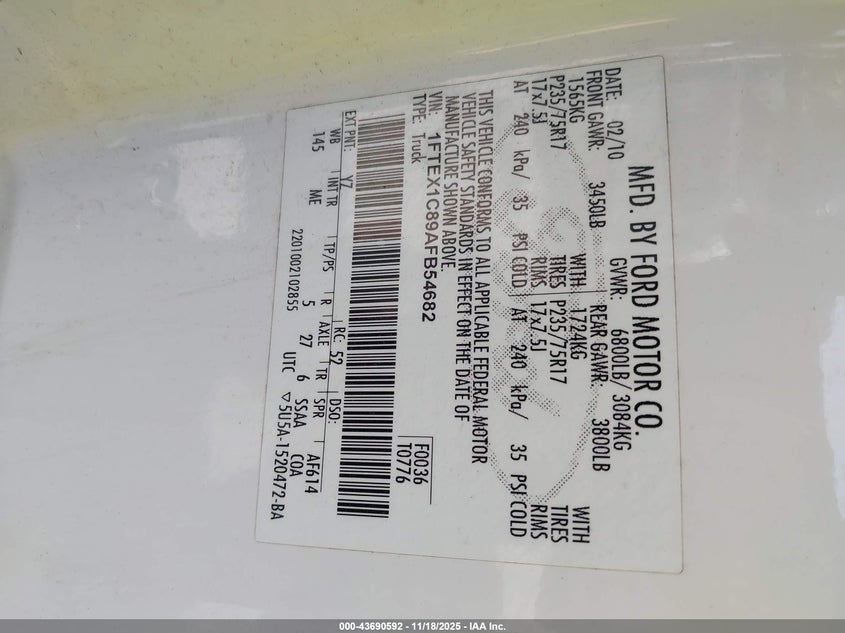 MFD. BY FORD MOTOR CO.
DATE: 02/10 GVWR: 6800LB/ 3084KG
FRONT GAWR: 3450LB REAR GAWR: 3800LB
1565KG WITH 1724KG WITH
P235/75R17 TIRES P235/75R17 TIRES
17x7.5J RIMS 17x7.5J RIMS
AT 240 kPa/ 35 PSI COLD AT 240 kPa/ 35 PSI COLD
THIS VEHICLE CONFORMS TO ALL APPLICABLE FEDERAL MOTOR
VEHICLE SAFETY STANDARDS IN EFFECT ON THE DATE OF
MANUFACTURE SHOWN ABOVE.
VIN: 1FTEX1C89AFB54682 F0036
TYPE: Truck T0776
EXT PNT: YZ RC: 52 DSO:
WB INT TR TP/PS R AXLE TR SPR AF614
145 ME 5 27 6 SSAA COA
2201002102855 UTC ▽5U5A-1520472-BA
000-43690592 - 11/18/2025 - IAA Inc.